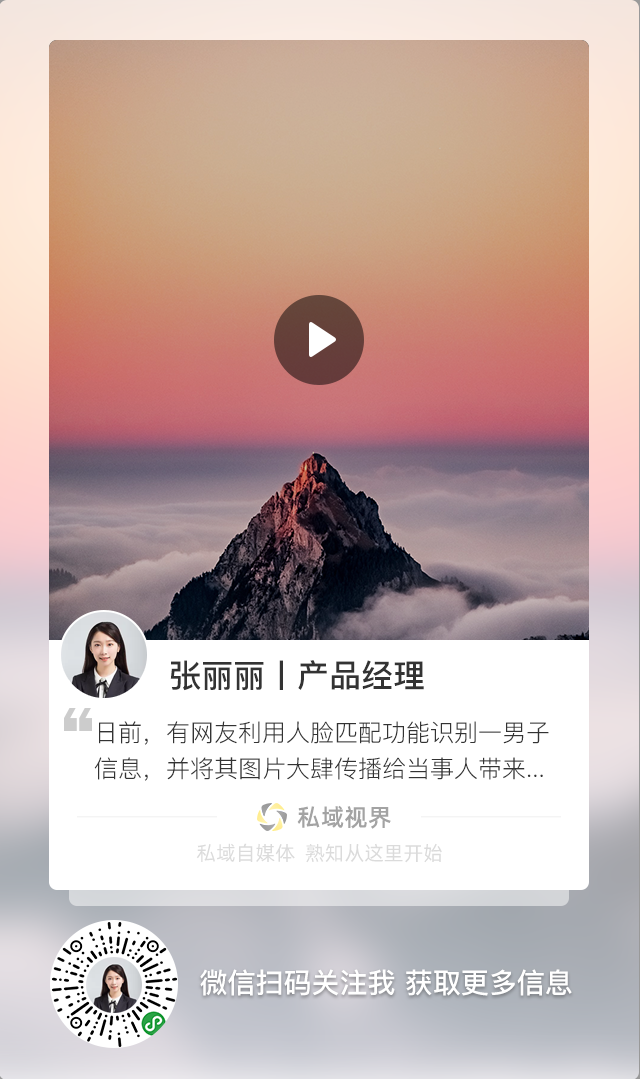 张丽丽丨产品经理
日前，有网友利用人脸匹配功能识别一男子
信息，并将其图片大肆传播给当事人带来...
私域视界
私域自媒体 熟知从这里开始
微信扫码关注我 获取更多信息